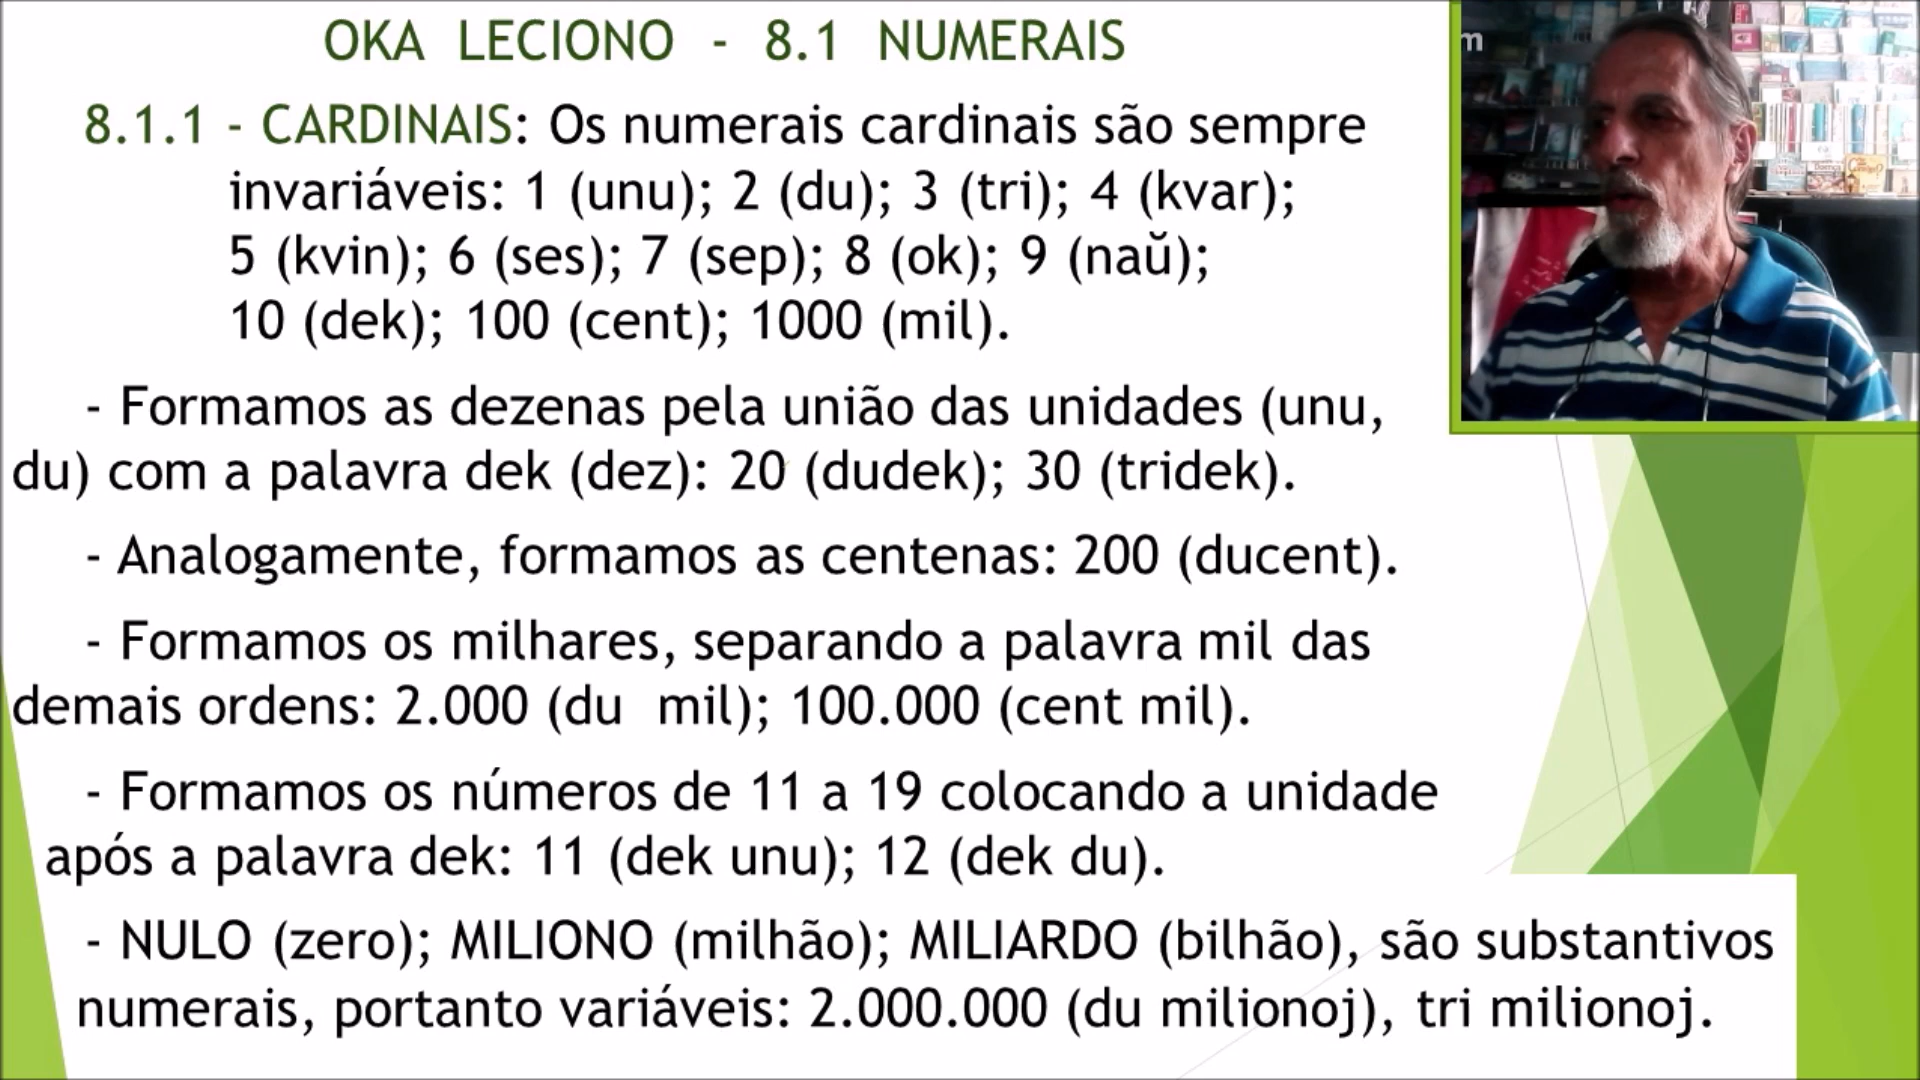 OKA LECIONO - 8.1 NUMERAIS
m
8.1.1 - CARDINAIS: Os numerais cardinais são sempre
invariáveis: 1 (unu); 2 (du); 3 (tri); 4 (kvar);
5 (kvin); 6 (ses); 7 (sep); 8 (ok); 9 (naŭ);
10 (dek); 100 (cent); 1000 (mil).
- Formamos as dezenas pela união das unidades (unu,
du) com a palavra dek (dez): 20 (dudek); 30 (tridek).
- Analogamente, formamos as centenas: 200 (ducent).
- Formamos os milhares, separando a palavra mil das
demais ordens: 2.000 (du mil); 100.000 (cent mil).
- Formamos os números de 11 a 19 colocando a unidade
após a palavra dek: 11 (dek unu); 12 (dek du).
- NULO (zero); MILIONO (milhão); MILIARDO (bilhão), são substantivos
numerais, portanto variáveis: 2.000.000 (du milionoj), tri milionoj.